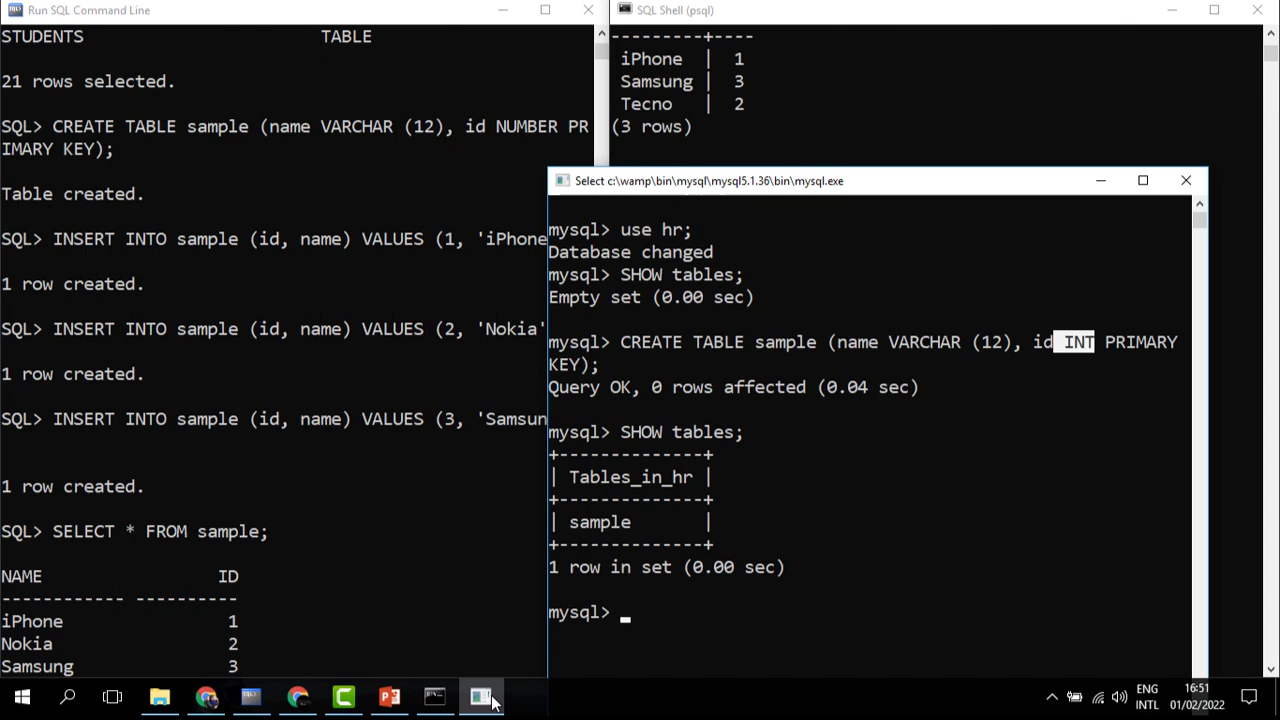 Run SQL Command Line
STUDENTS TABLE
21 rows selected.
SQL> CREATE TABLE sample (name VARCHAR (12), id NUMBER PR
IMARY KEY);
Table created.
SQL> INSERT INTO sample (id, name) VALUES (1, 'iPhone
1 row created.
SQL> INSERT INTO sample (id, name) VALUES (2, 'Nokia'
1 row created.
SQL> INSERT INTO sample (id, name) VALUES (3, 'Samsun
1 row created.
SQL> SELECT * FROM sample;
NAME ID
------------ ----------
iPhone 1
Nokia 2
Samsung 3
SQL Shell (psql)
---------+----
iPhone | 1
Samsung | 3
Tecno | 2
(3 rows)
Select c:\wamp\bin\mysql\mysql5.1.36\bin\mysql.exe
mysql> use hr;
Database changed
mysql> SHOW tables;
Empty set (0.00 sec)
mysql> CREATE TABLE sample (name VARCHAR (12), id INT PRIMARY
KEY);
Query OK, 0 rows affected (0.04 sec)
mysql> SHOW tables;
+--------------+
| Tables_in_hr |
+--------------+
| sample |
+--------------+
1 row in set (0.00 sec)
mysql> _
ENG
INTL
16:51
01/02/2022